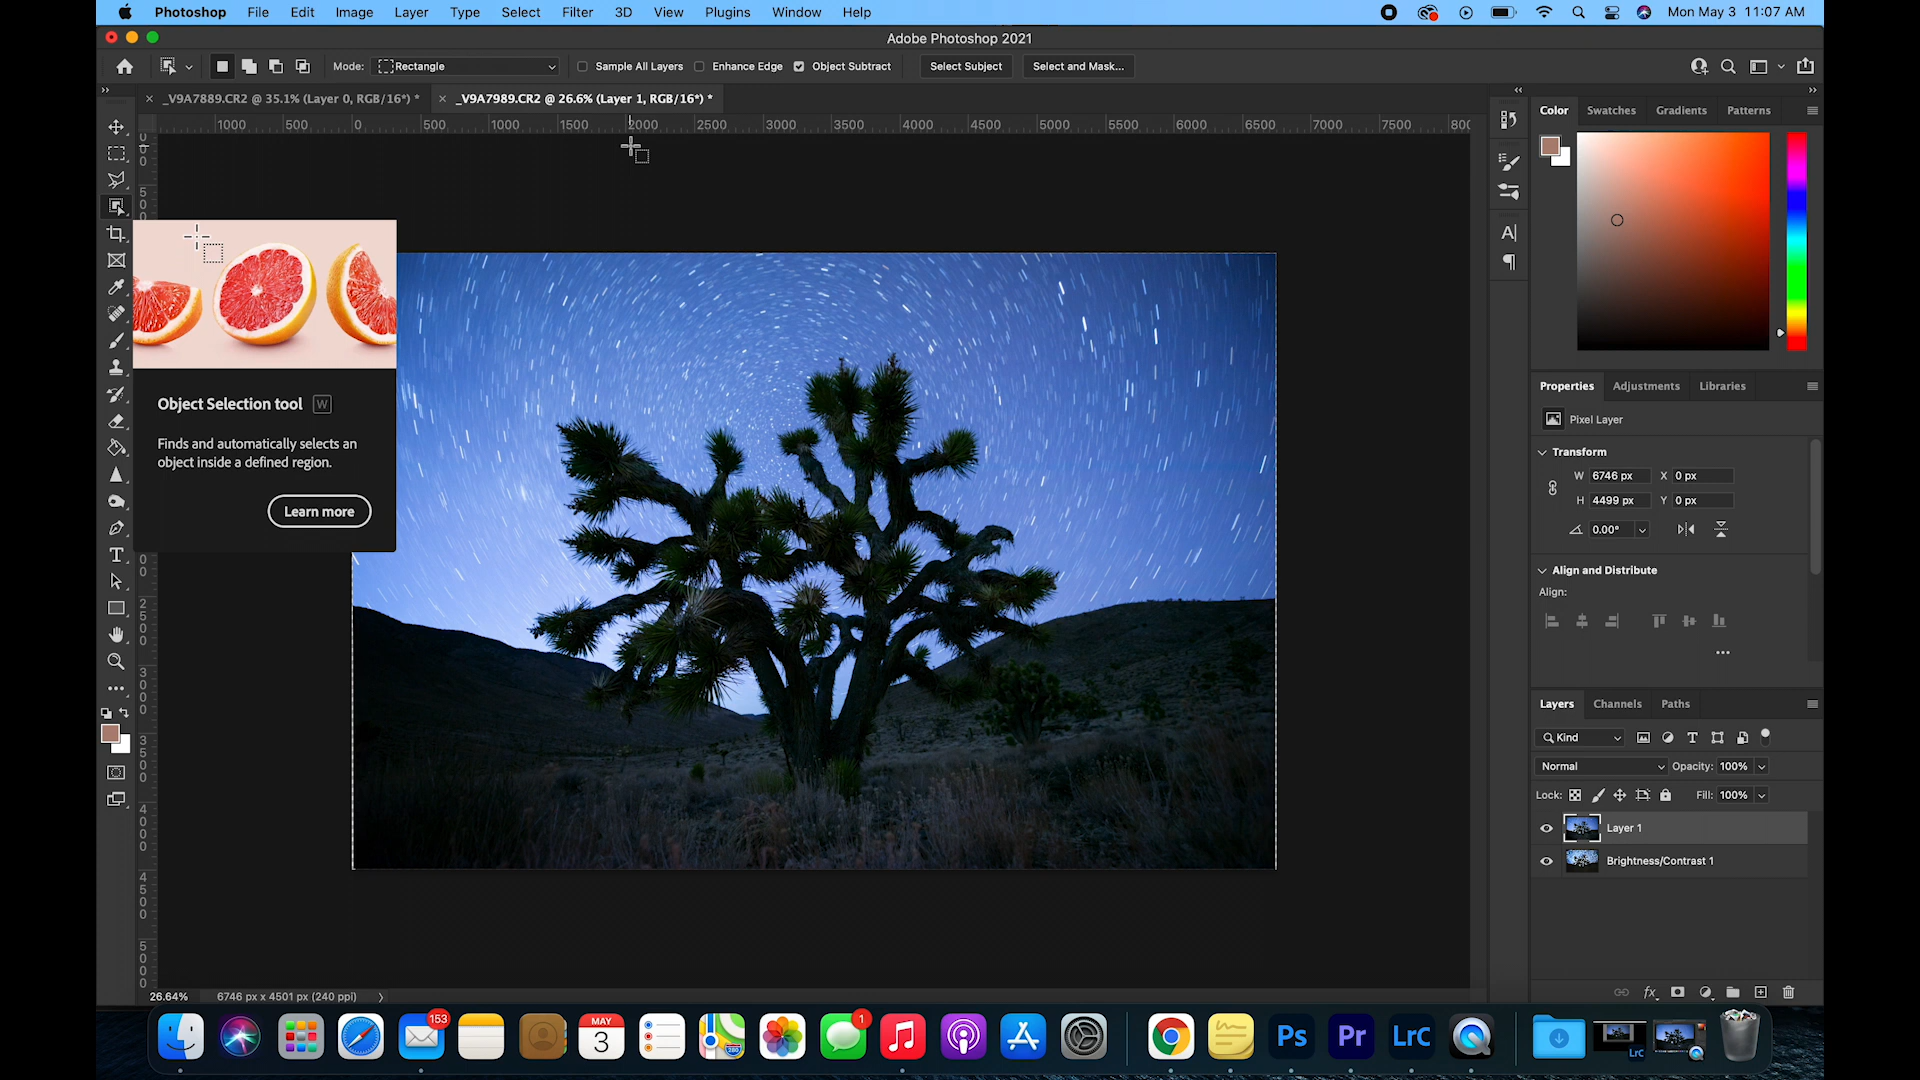 Photoshop File Edit Image Layer Type Select Filter 3D View Plugins Window Help Mon May 3 11:07 AM
Adobe Photoshop 2021
Mode: Rectangle Sample All Layers Enhance Edge Object Subtract Select Subject Select and Mask...
_V9A7889.CR2 @ 35.1% (Layer 0, RGB/16*) * _V9A7989.CR2 @ 26.6% (Layer 1, RGB/16*) *
1000 500 0 500 1000 1500 2000 2500 3000 3500 4000 4500 5000 5500 6000 6500 7000 7500 800
Object Selection tool W
Finds and automatically selects an
object inside a defined region.
Learn more
Color Swatches Gradients Patterns
Properties Adjustments Libraries
Pixel Layer
Transform
W 6746 px X 0 px
H 4499 px Y 0 px
0.00°
Align and Distribute
Align:
Layers Channels Paths
Kind
Normal Opacity: 100%
Lock: Fill: 100%
Layer 1
Brightness/Contrast 1
fx
26.64% 6746 px x 4501 px (240 ppi)
153
MAY
3
280
1
Ps Pr LrC
LrC